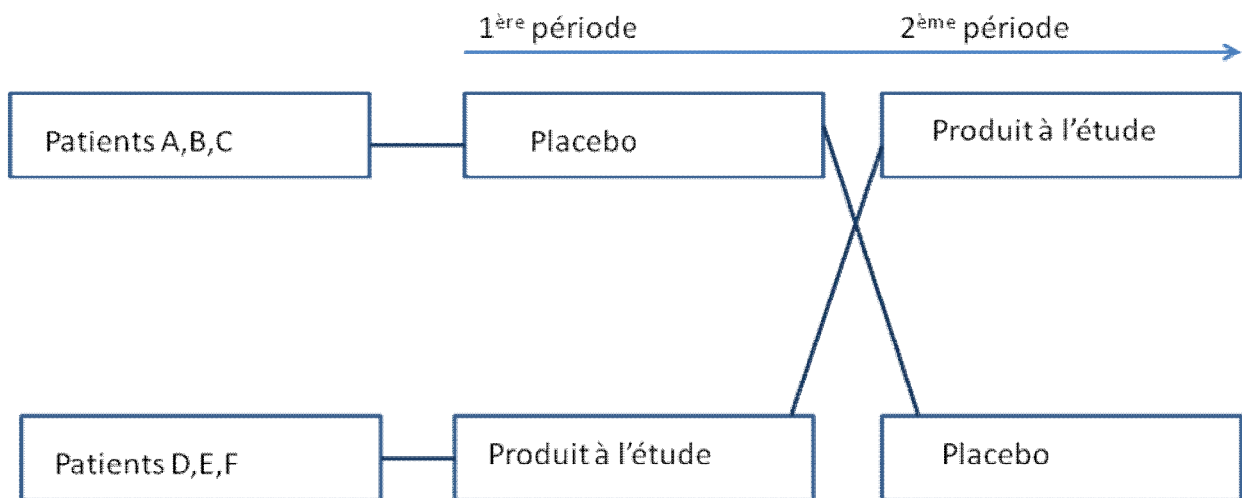 1ère période 2ème période
Patients A,B,C Placebo Produit à l'étude
Patients D,E,F Produit à l'étude Placebo